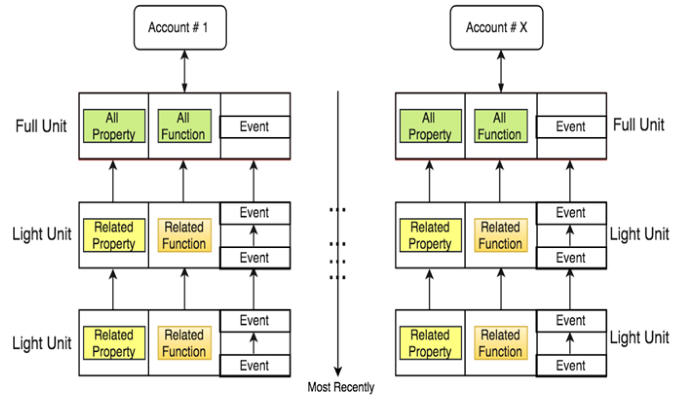 Account # 1
Account # X
Full Unit
All
Property
All
Function
Event
All
Property
All
Function
Event
Full Unit
Light Unit
Related
Property
Related
Function
Event
Event
...
...
...
Related
Property
Related
Function
Event
Event
Light Unit
Light Unit
Related
Property
Related
Function
Event
Event
Related
Property
Related
Function
Event
Event
Light Unit
Most Recently